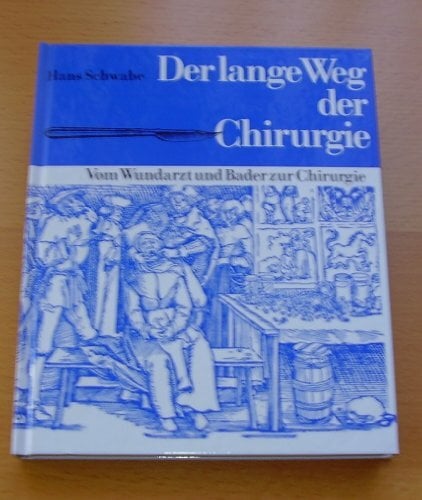 Hans Schwabe
Der lange Weg
der
Chirurgie
Vom Wundarzt und Bader zur Chirurgie